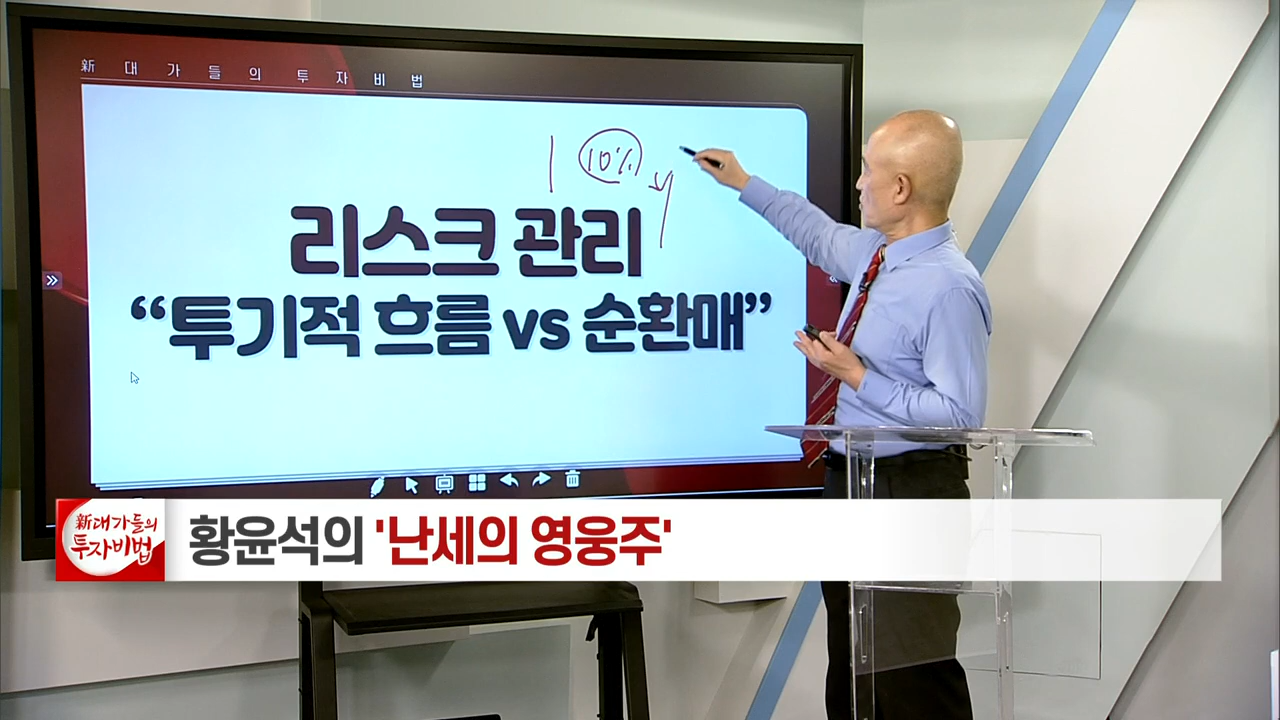 新 대 가 들 의 투 자 비 법
10%
리스크 관리
“투기적 흐름 vs 순환매”
新대가들의
투자비법
황윤석의 '난세의 영웅주'